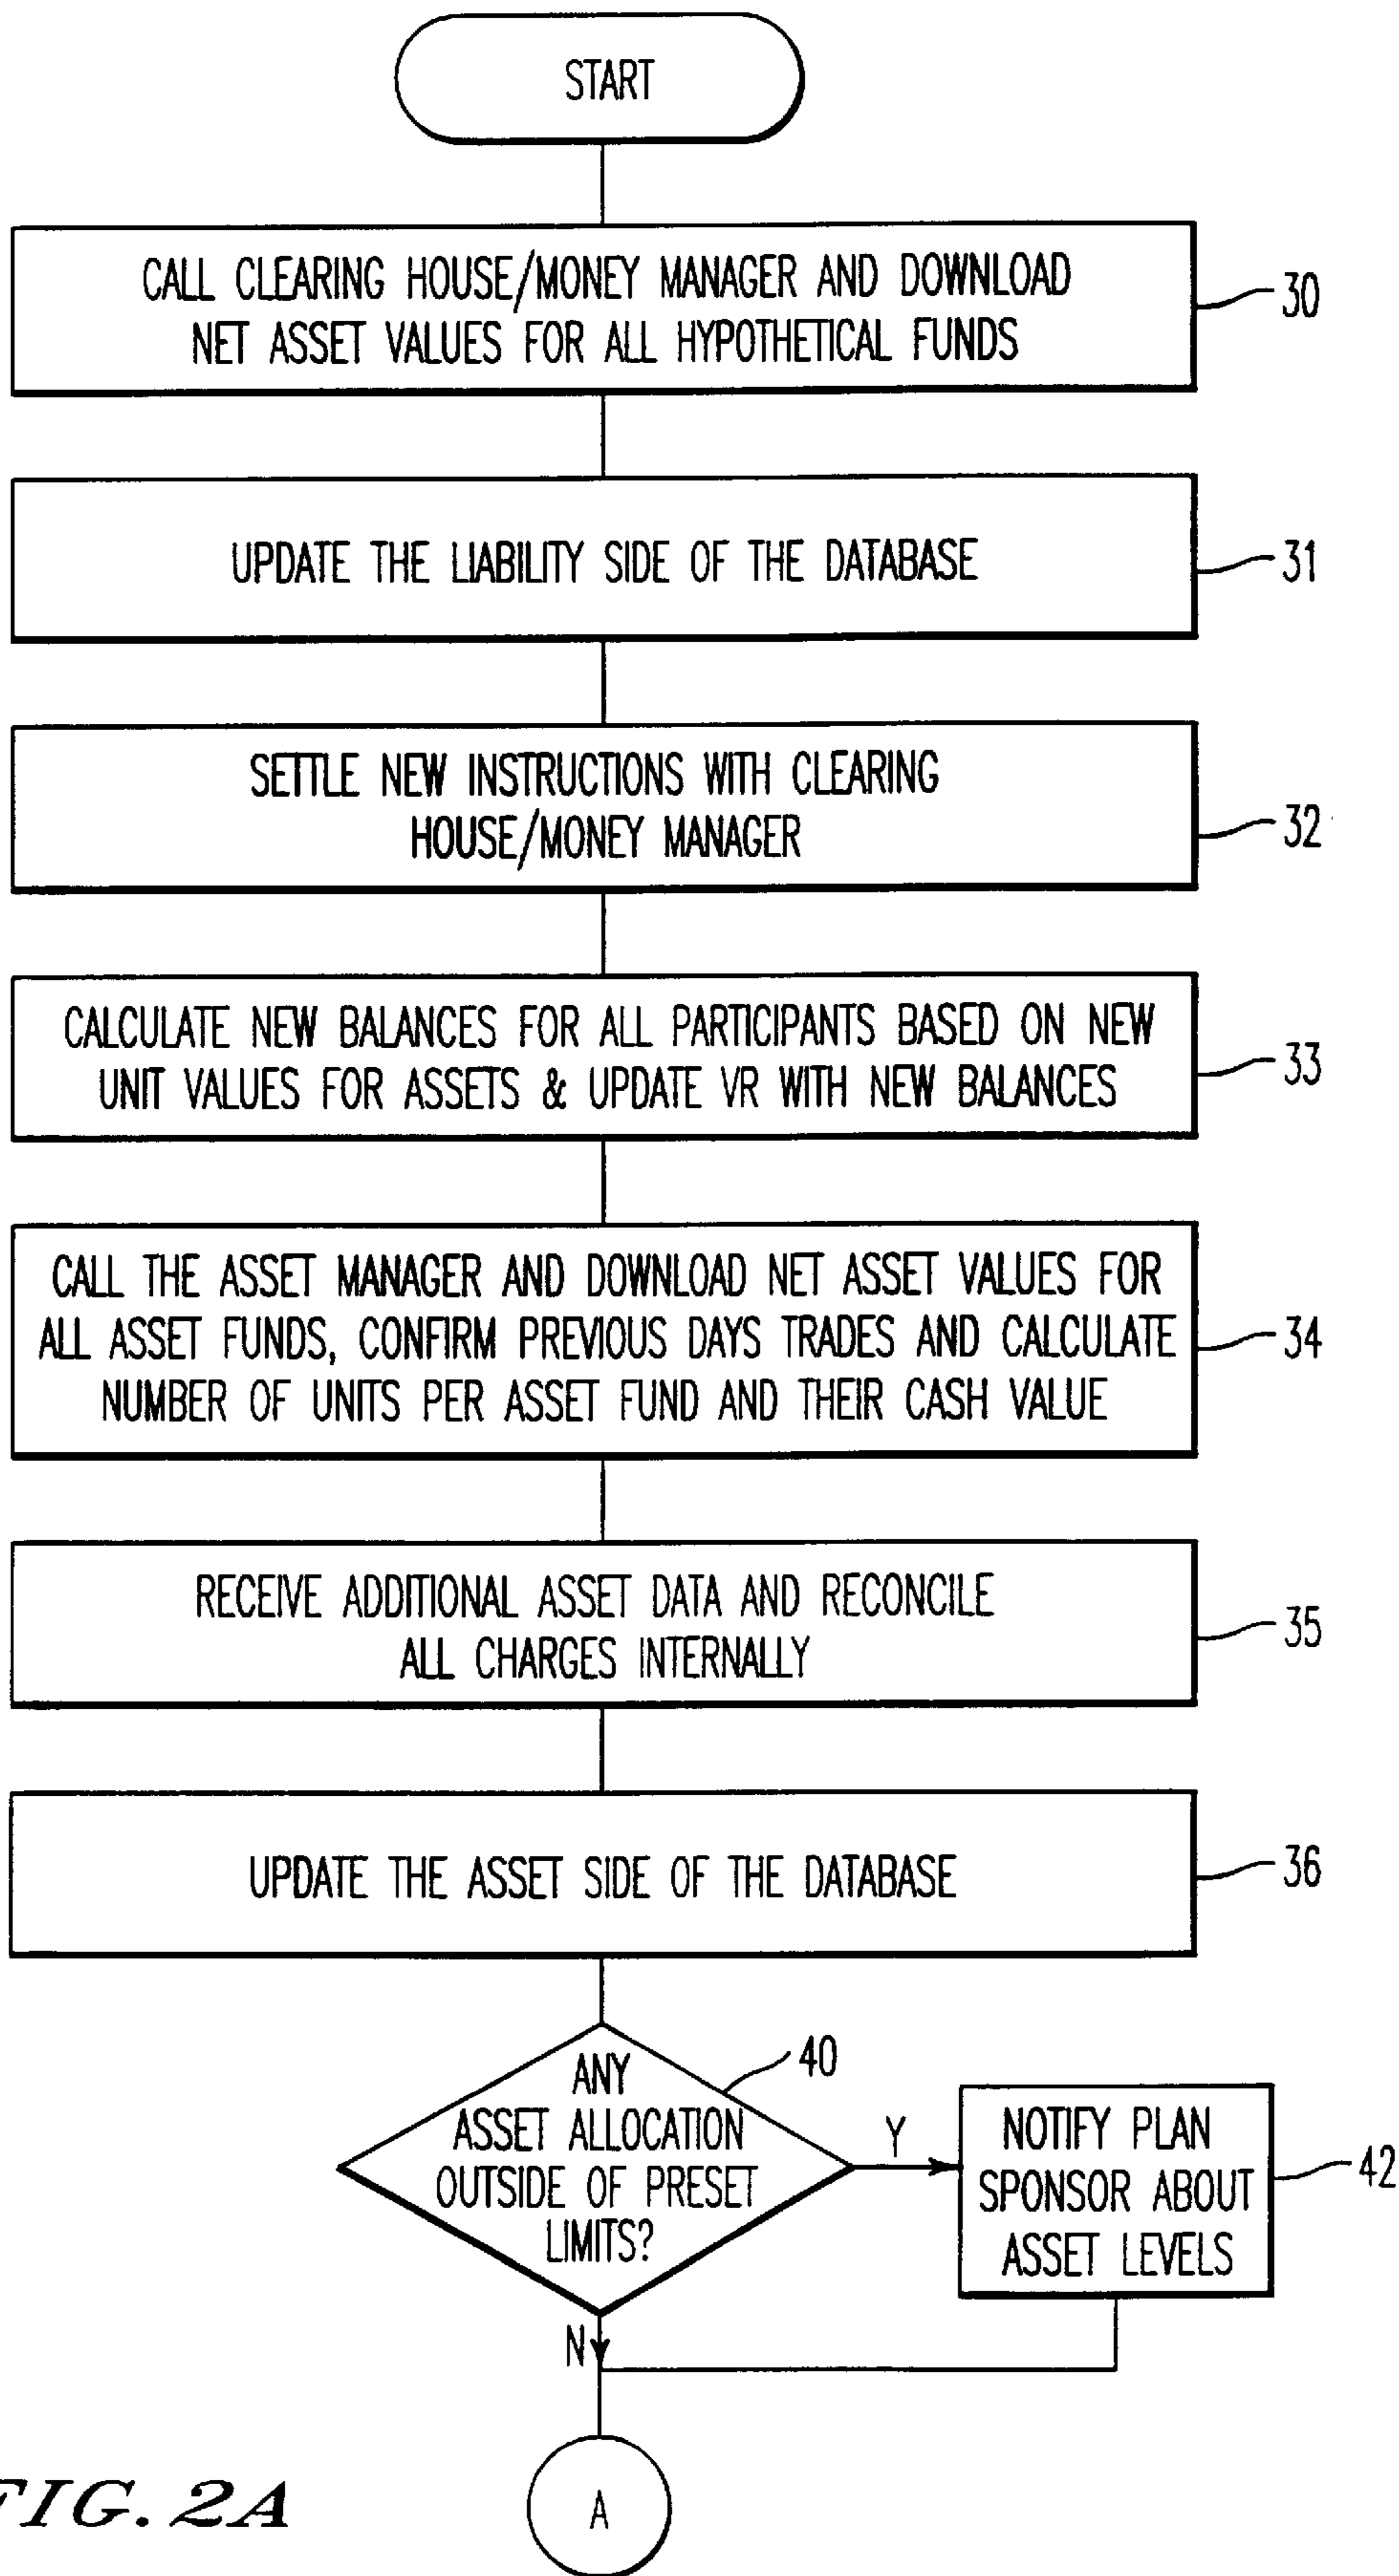 START
CALL CLEARING HOUSE/MONEY MANAGER AND DOWNLOAD
NET ASSET VALUES FOR ALL HYPOTHETICAL FUNDS
30
UPDATE THE LIABILITY SIDE OF THE DATABASE
31
SETTLE NEW INSTRUCTIONS WITH CLEARING
HOUSE/MONEY MANAGER
32
CALCULATE NEW BALANCES FOR ALL PARTICIPANTS BASED ON NEW
UNIT VALUES FOR ASSETS & UPDATE VR WITH NEW BALANCES
33
CALL THE ASSET MANAGER AND DOWNLOAD NET ASSET VALUES FOR
ALL ASSET FUNDS, CONFIRM PREVIOUS DAYS TRADES AND CALCULATE
NUMBER OF UNITS PER ASSET FUND AND THEIR CASH VALUE
34
RECEIVE ADDITIONAL ASSET DATA AND RECONCILE
ALL CHARGES INTERNALLY
35
UPDATE THE ASSET SIDE OF THE DATABASE
36
ANY
ASSET ALLOCATION
OUTSIDE OF PRESET
LIMITS?
40
Y
NOTIFY PLAN
SPONSOR ABOUT
ASSET LEVELS
42
N
A
FIG. 2A